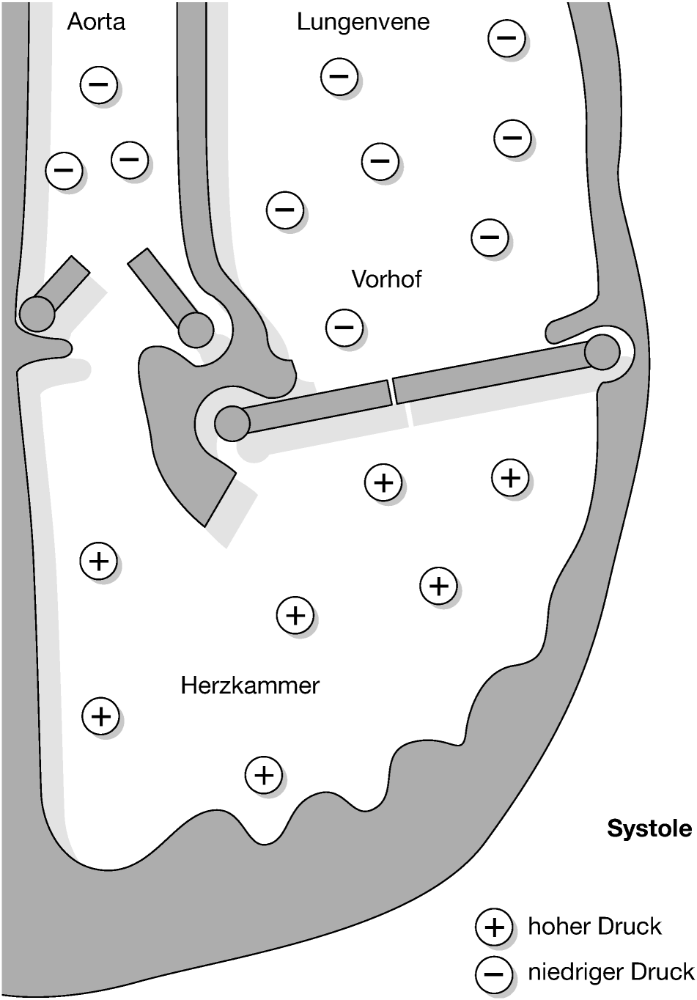 Aorta
Lungenvene
Vorhof
Herzkammer
Systole
hoher Druck
niedriger Druck